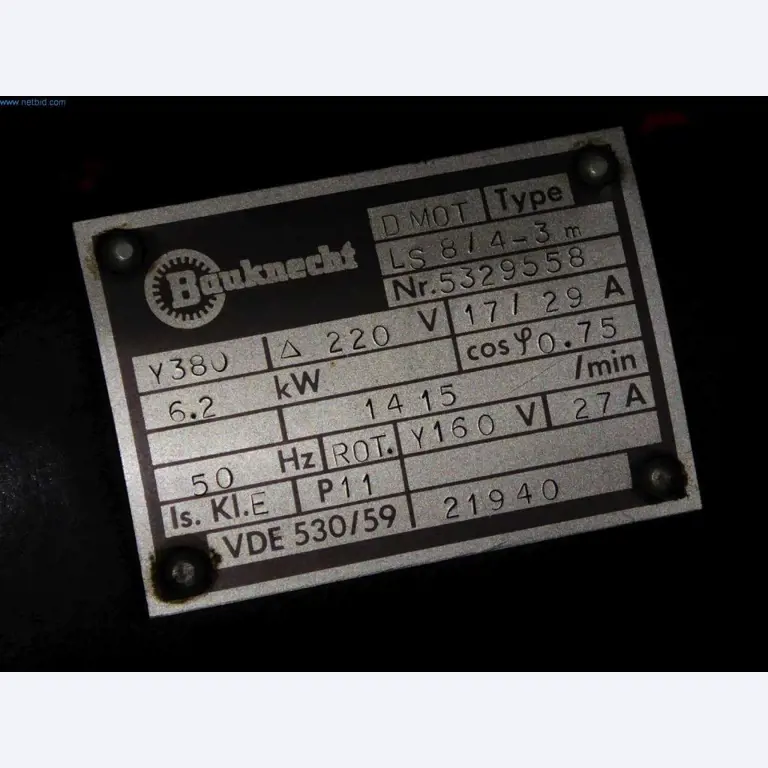 www.netbid.com
Bauknecht
D MOT Type
LS 8/4-3 m
Nr. 5329558
Y380 Δ 220 V 17/29 A
6.2 kW cosφ 0.75
1415 /min
50 Hz ROT. Y160 V 27 A
Is. Kl. E P11
VDE 530/59 21940